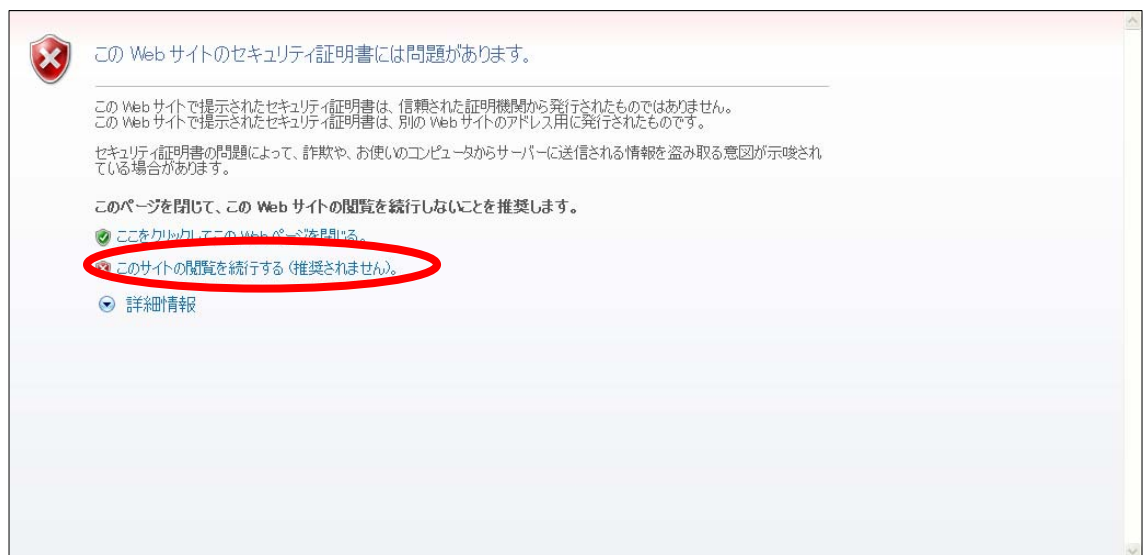 この Web サイトのセキュリティ証明書には問題があります。
この Web サイトで提示されたセキュリティ証明書は、信頼された証明機関から発行されたものではありません。
この Web サイトで提示されたセキュリティ証明書は、別の Web サイトのアドレス用に発行されたものです。
セキュリティ証明書の問題によって、詐欺や、お使いのコンピュータからサーバーに送信される情報を盗み取る意図が示唆され
ている場合があります。
このページを閉じて、この Web サイトの閲覧を続行しないことを推奨します。
ここをクリックしてこの Web ページを閉じる。
このサイトの閲覧を続行する (推奨されません)。
詳細情報